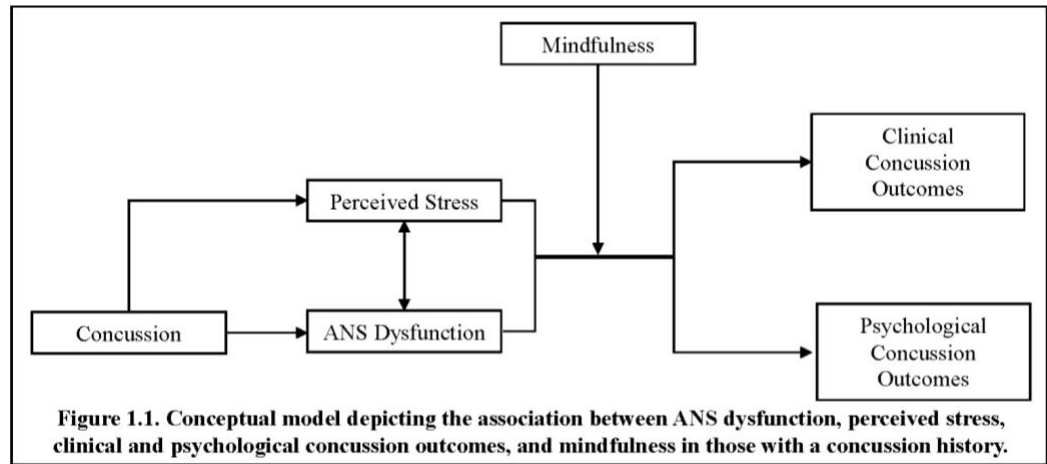 Mindfulness
Clinical
Concussion
Outcomes
Perceived Stress
Concussion
ANS Dysfunction
Psychological
Concussion
Outcomes
Figure 1.1. Conceptual model depicting the association between ANS dysfunction, perceived stress,
clinical and psychological concussion outcomes, and mindfulness in those with a concussion history.